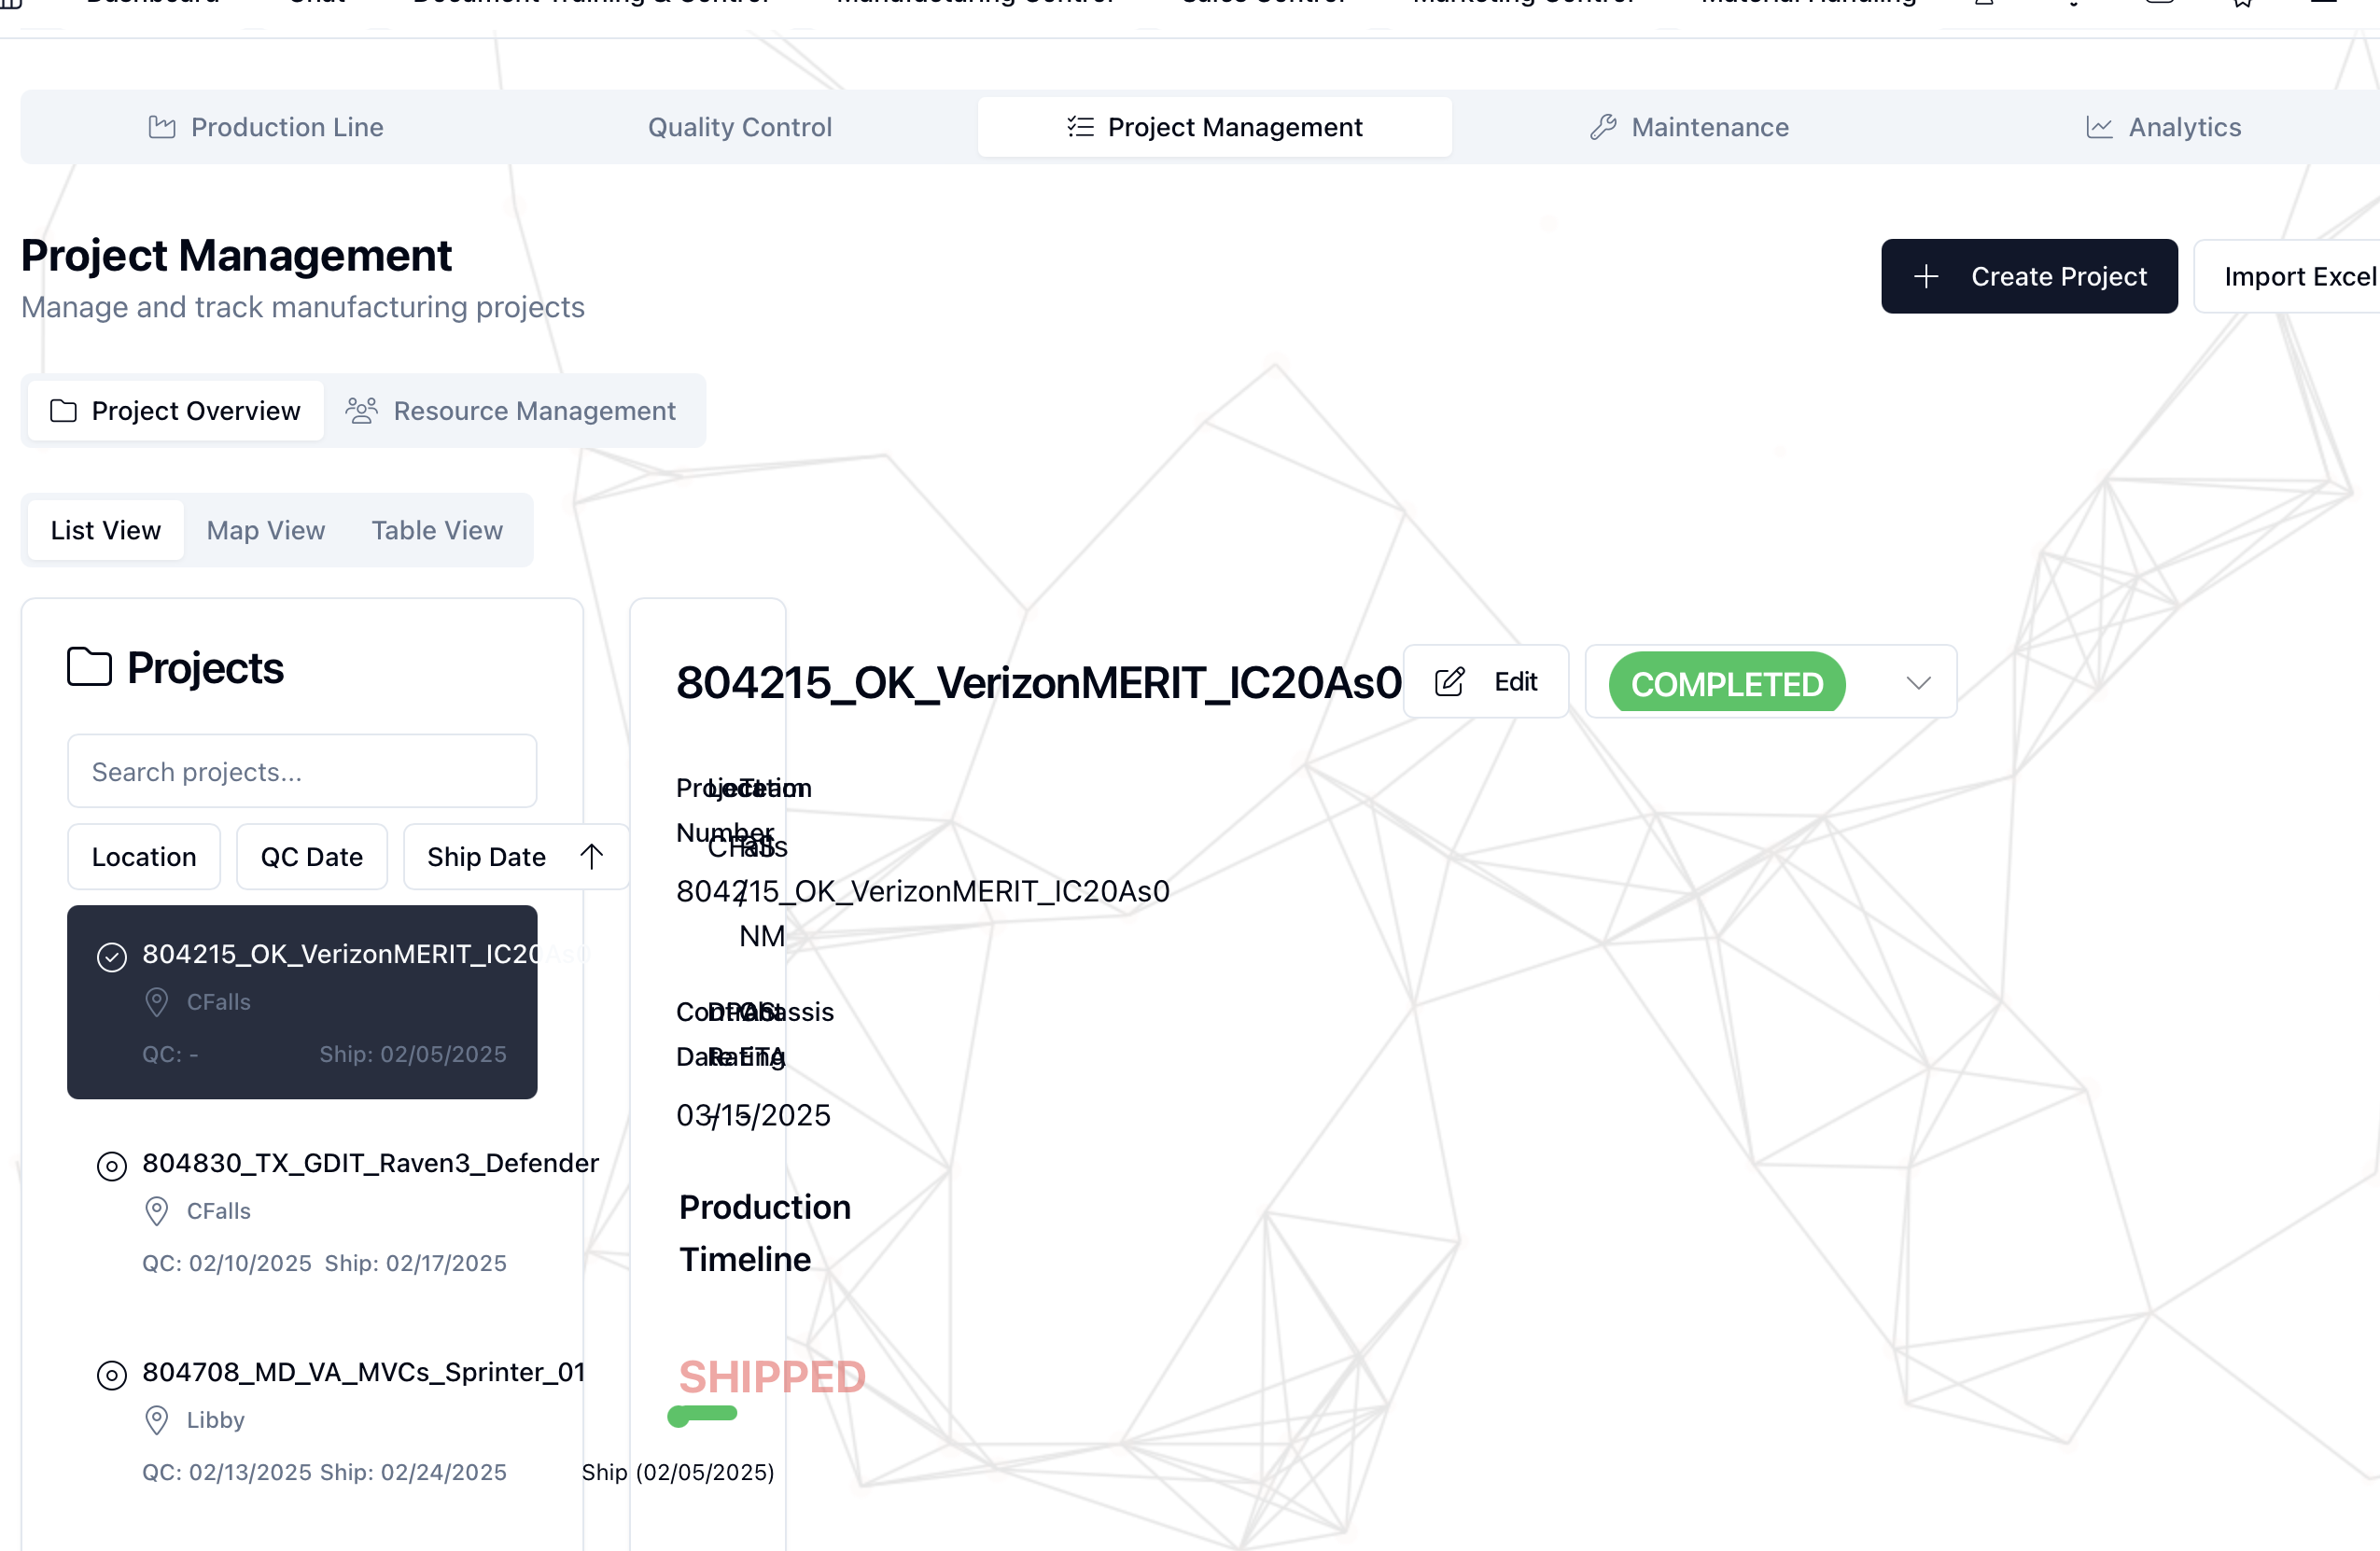 Dashboard Chat Document Training & Control Manufacturing Control Sales Control Marketing Control Material Handling
Production Line Quality Control Project Management Maintenance Analytics
Project Management
Manage and track manufacturing projects
Create Project Import Excel
Project Overview Resource Management
List View Map View Table View
Projects
Search projects...
Location QC Date Ship Date
804215_OK_VerizonMERIT_IC20As0
CFalls
QC: - Ship: 02/05/2025
804830_TX_GDIT_Raven3_Defender
CFalls
QC: 02/10/2025 Ship: 02/17/2025
804708_MD_VA_MVCs_Sprinter_01
Libby
QC: 02/13/2025 Ship: 02/24/2025
804215_OK_VerizonMERIT_IC20As0 Edit COMPLETED
Project Location Team
Number
CFalls
804215_OK_VerizonMERIT_IC20As0
/
NM
Contract DPAS Chassis
Date Rating ETA
03/15/2025 - -
Production
Timeline
SHIPPED
Ship (02/05/2025)